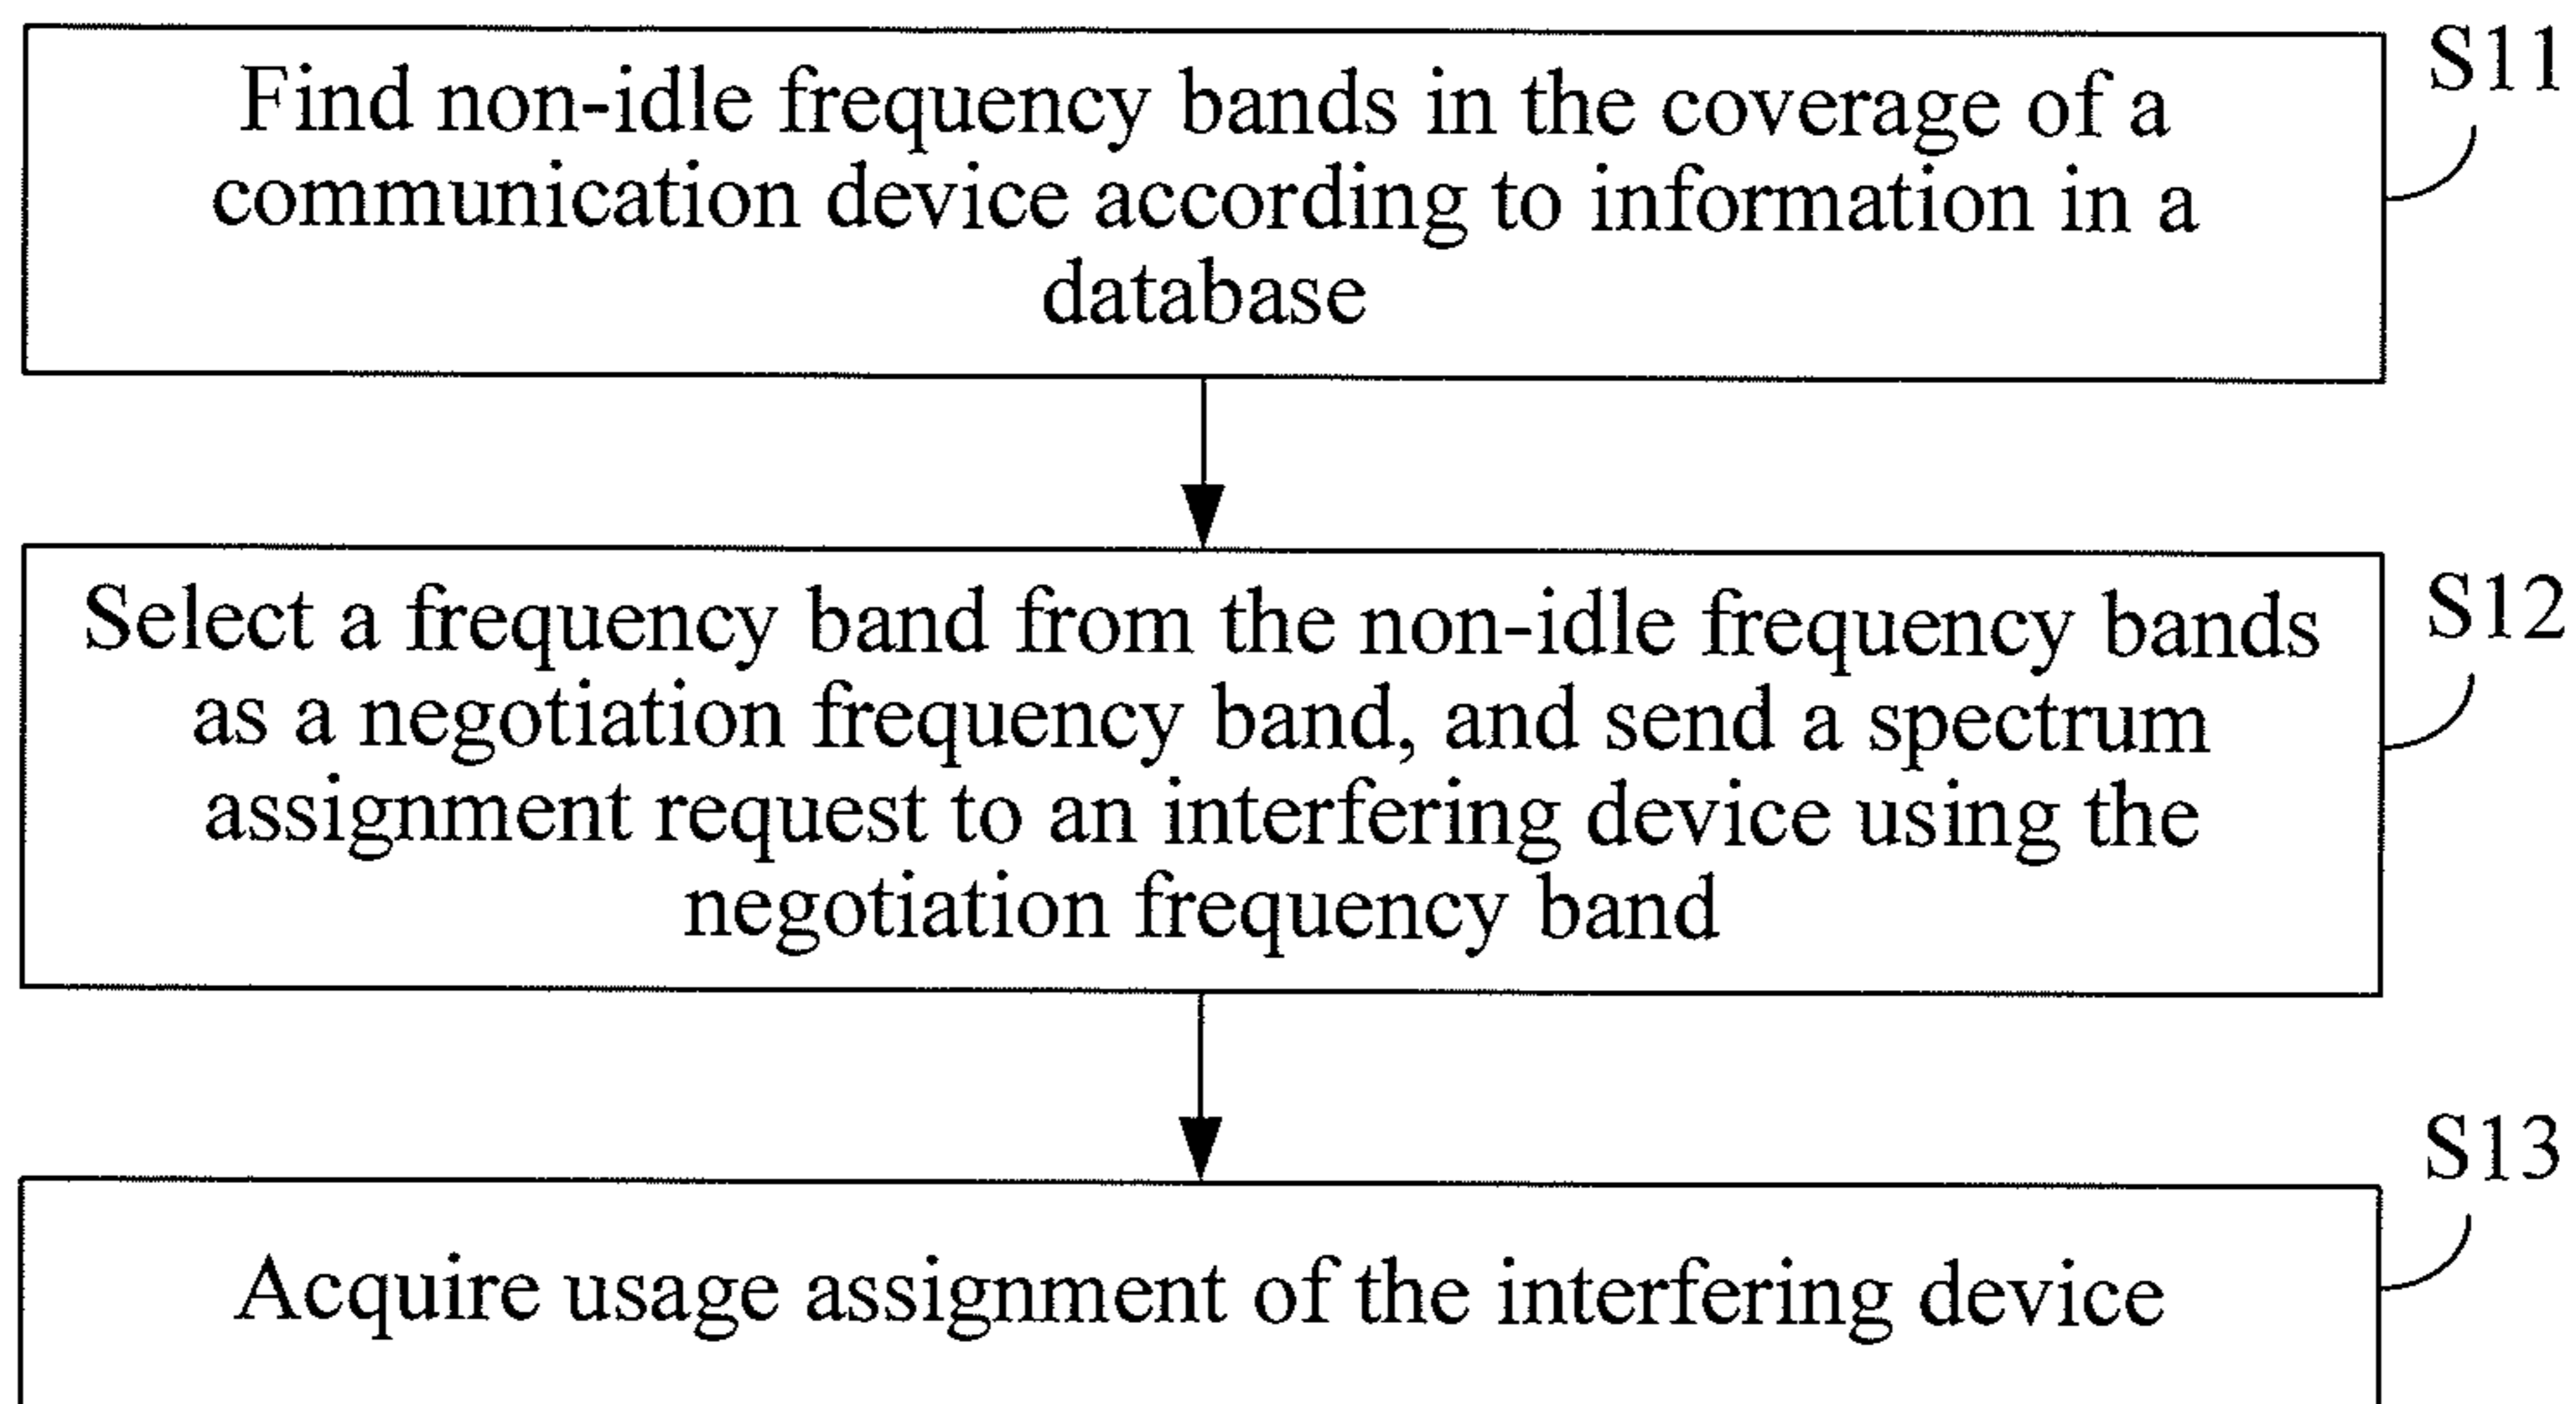 Find non-idle frequency bands in the coverage of a
communication device according to information in a
database
S11
Select a frequency band from the non-idle frequency bands
as a negotiation frequency band, and send a spectrum
assignment request to an interfering device using the
negotiation frequency band
S12
Acquire usage assignment of the interfering device
S13